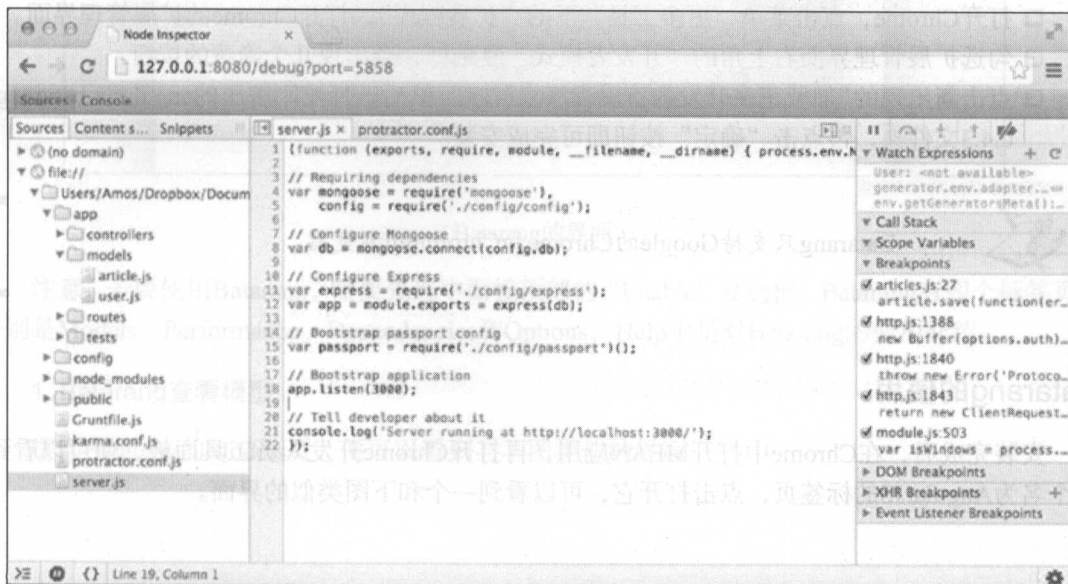 Node Inspector ×
127.0.0.1:8080/debug?port=5858
Sources Console
Sources Content s... Snippets
server.js × protractor.conf.js
(no domain)
file://
Users/Amos/Dropbox/Docum
app
controllers
models
article.js
user.js
routes
tests
config
node_modules
public
Gruntfile.js
karma.conf.js
protractor.conf.js
server.js
1 (function (exports, require, module, __filename, __dirname) { process.env.N
2
3 // Requiring dependencies
4 var mongoose = require('mongoose'),
5 config = require('./config/config');
6
7 // Configure Mongoose
8 var db = mongoose.connect(config.db);
9
10 // Configure Express
11 var express = require('./config/express');
12 var app = module.exports = express(db);
13
14 // Bootstrap passport config
15 var passport = require('./config/passport')();
16
17 // Bootstrap application
18 app.listen(3000);
19
20 // Tell developer about it
21 console.log('Server running at http://localhost:3000/');
22 });
Watch Expressions + C
User: <not available>
generator.env.adapter....
env.getGeneratorsMeta():...
Call Stack
Scope Variables
Breakpoints
articles.js:27
article.save(function(er...
http.js:1388
new Buffer(options.auth)...
http.js:1840
throw new Error('Protoco...
http.js:1843
return new ClientRequest...
module.js:503
var isWindows = process....
DOM Breakpoints
XHR Breakpoints +
Event Listener Breakpoints
{} Line 19, Column 1